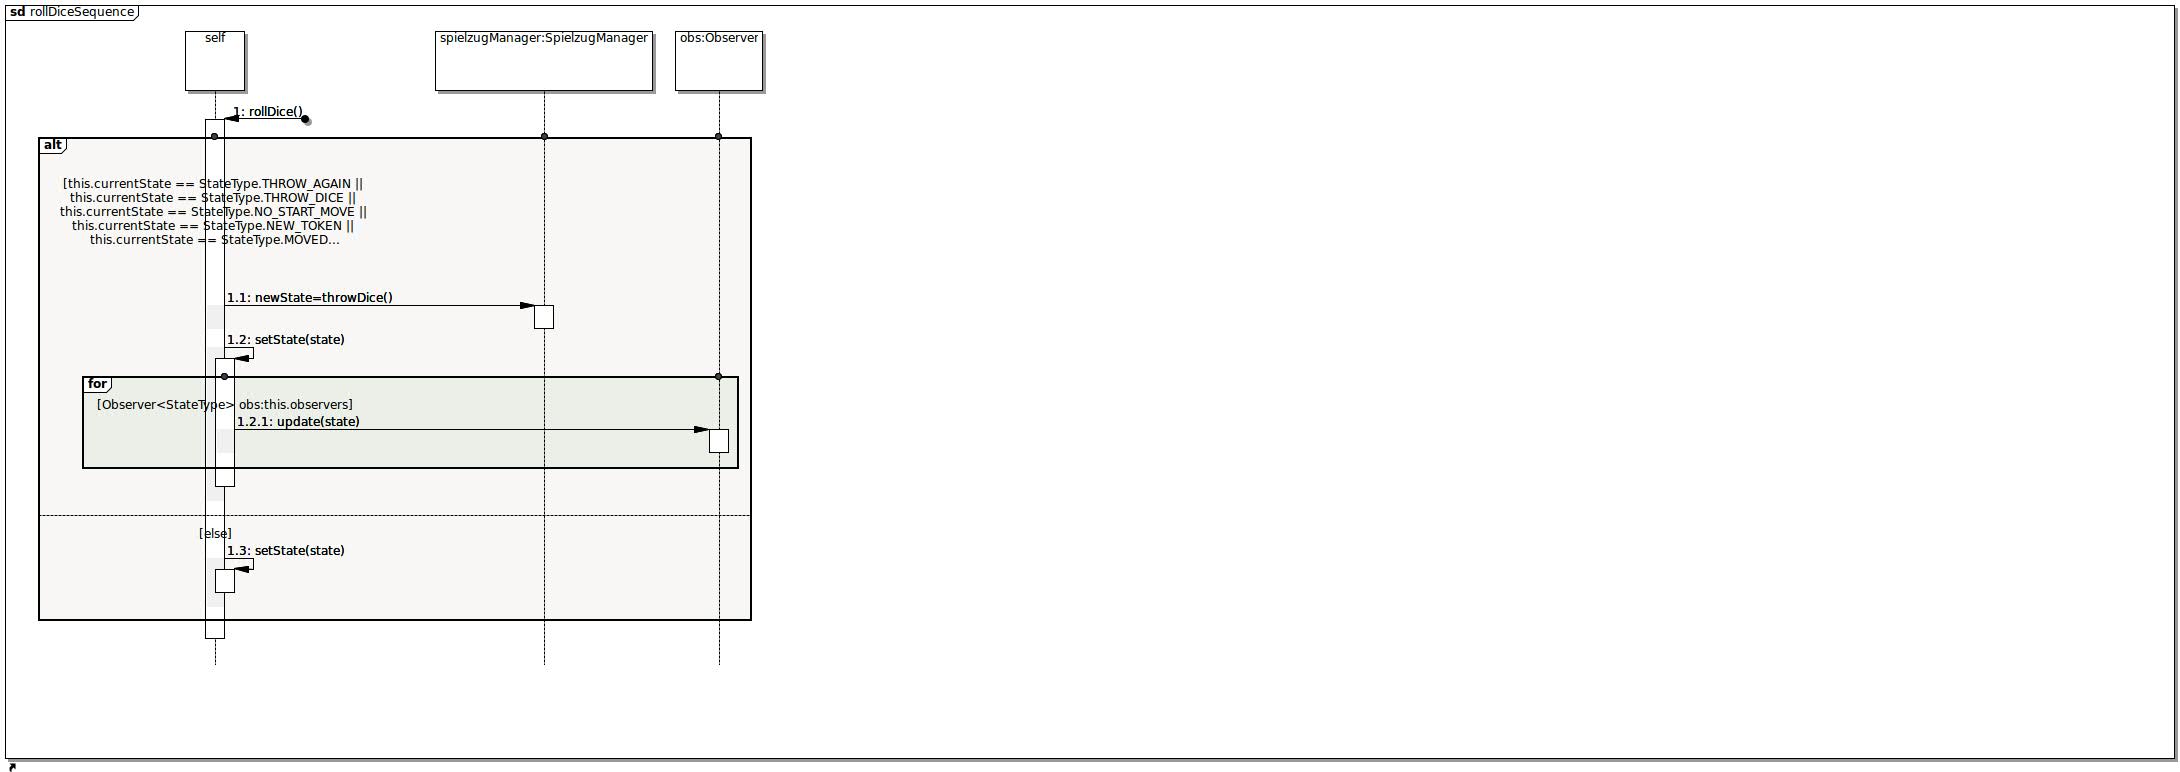 sd rollDiceSequence
self
spielzugManager:SpielzugManager
obs:Observer
1: rollDice()
alt
[this.currentState == StateType.THROW_AGAIN ||
this.currentState == StateType.THROW_DICE ||
this.currentState == StateType.NO_START_MOVE ||
this.currentState == StateType.NEW_TOKEN ||
this.currentState == StateType.MOVED...
1.1: newState=throwDice()
1.2: setState(state)
for
[Observer<StateType> obs:this.observers]
1.2.1: update(state)
[else]
1.3: setState(state)